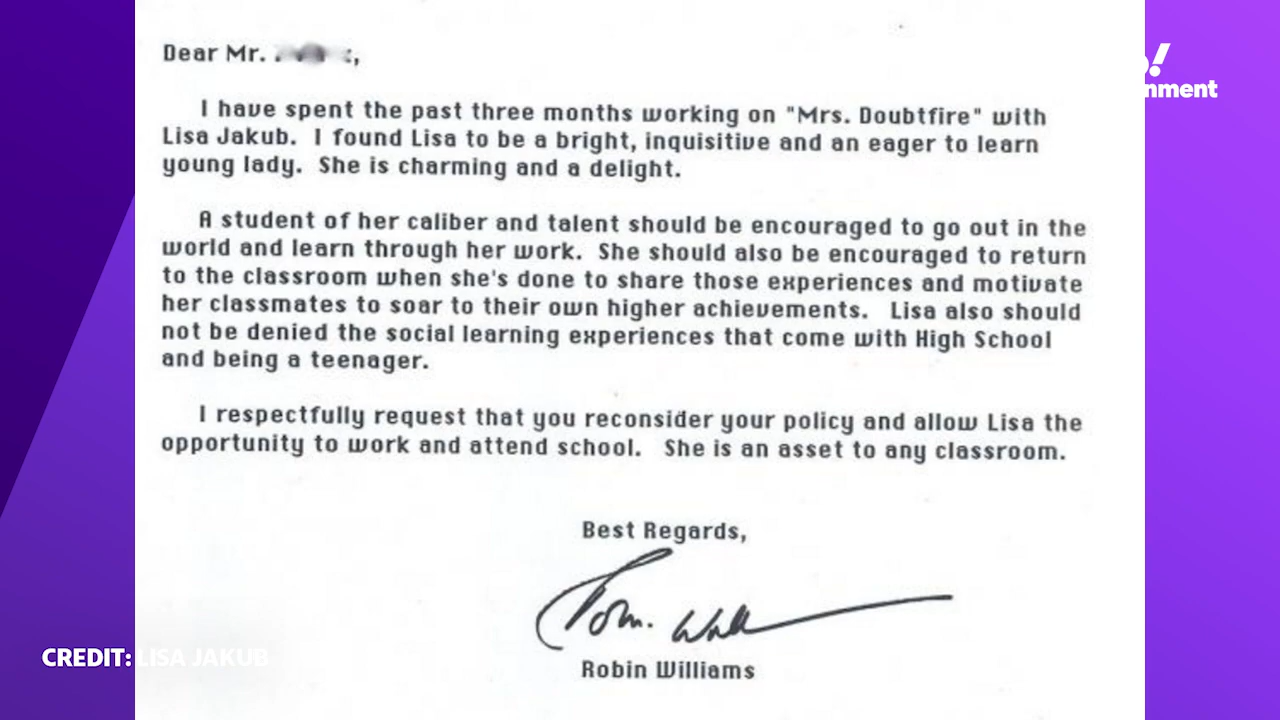 Dear Mr.
I have spent the past three months working on "Mrs. Doubtfire" with
Lisa Jakub. I found Lisa to be a bright, inquisitive and an eager to learn
young lady. She is charming and a delight.
A student of her caliber and talent should be encouraged to go out in the
world and learn through her work. She should also be encouraged to return
to the classroom when she's done to share those experiences and motivate
her classmates to soar to their own higher achievements. Lisa also should
not be denied the social learning experiences that come with High School
and being a teenager.
I respectfully request that you reconsider your policy and allow Lisa the
opportunity to work and attend school. She is an asset to any classroom.
Best Regards,
Robin Williams
CREDIT: LISA JAKUB